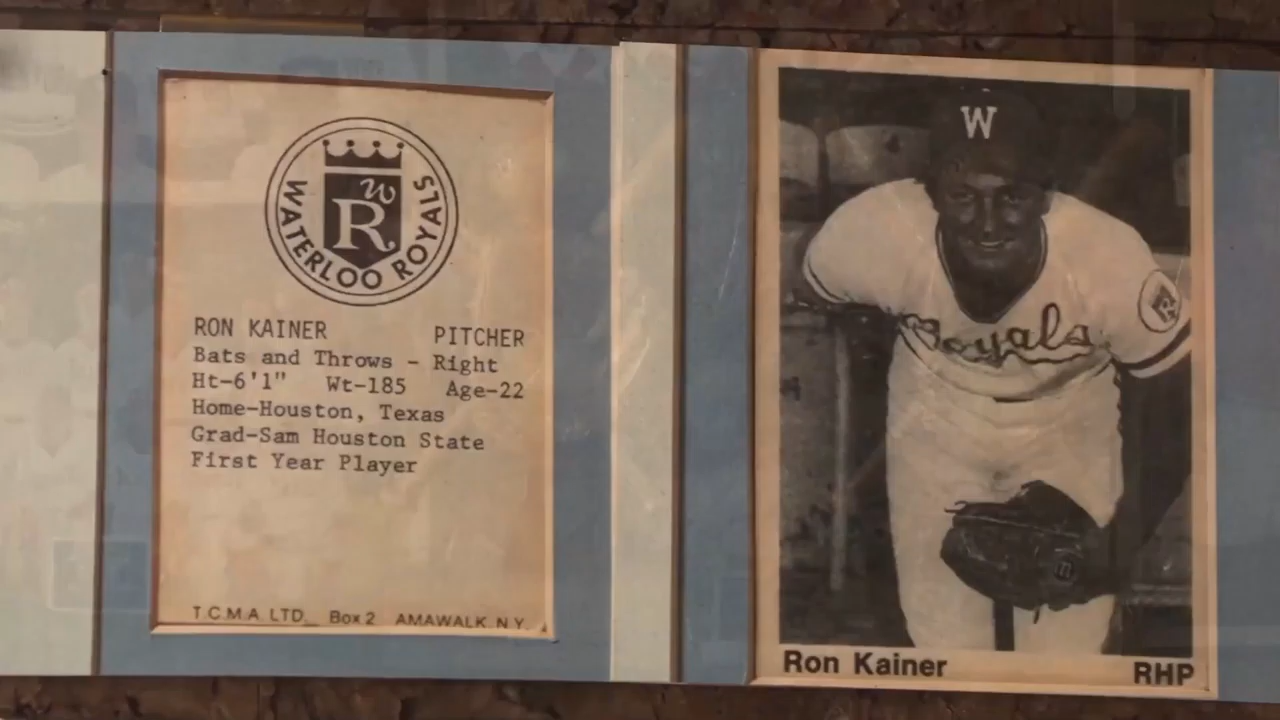 W
R
WATERLOO ROYALS
RON KAINER PITCHER
Bats and Throws - Right
Ht-6'1" Wt-185 Age-22
Home-Houston, Texas
Grad-Sam Houston State
First Year Player
T.C.M.A. LTD. Box 2 AMAWALK N.Y.
W
Royals
R
Ron Kainer RHP